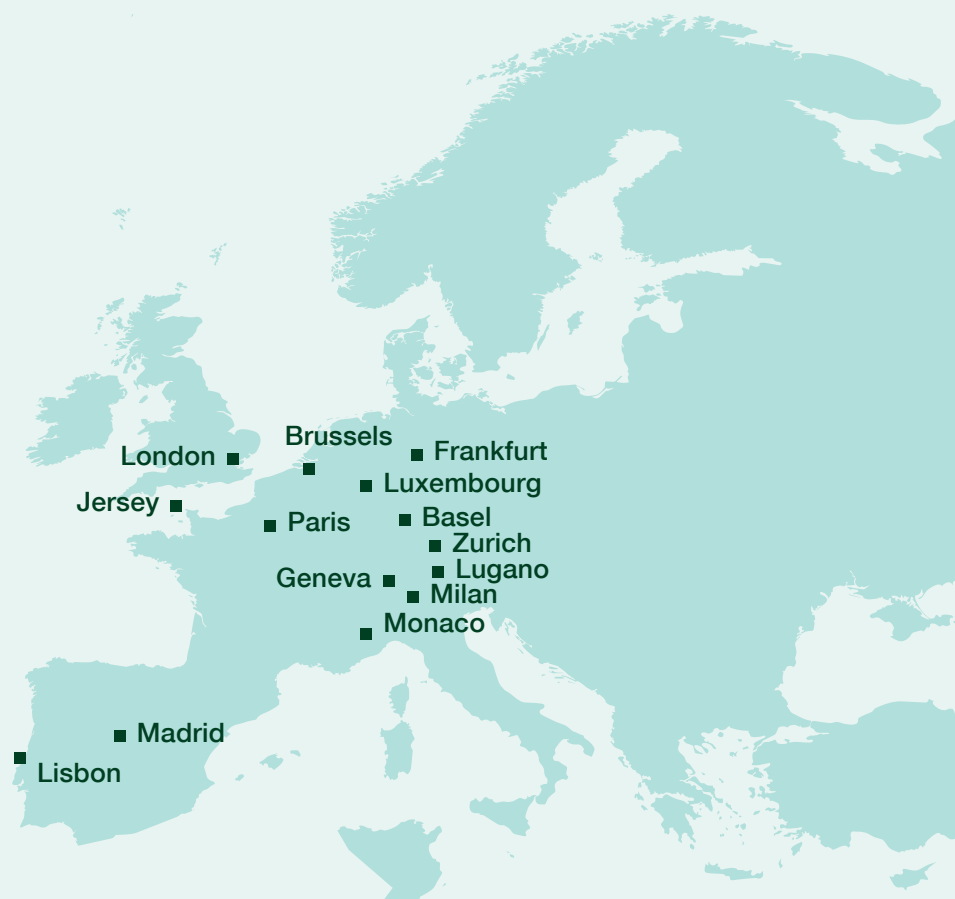 Brussels
Frankfurt
London
Luxembourg
Jersey
Paris
Basel
Zurich
Lugano
Geneva
Milan
Monaco
Madrid
Lisbon